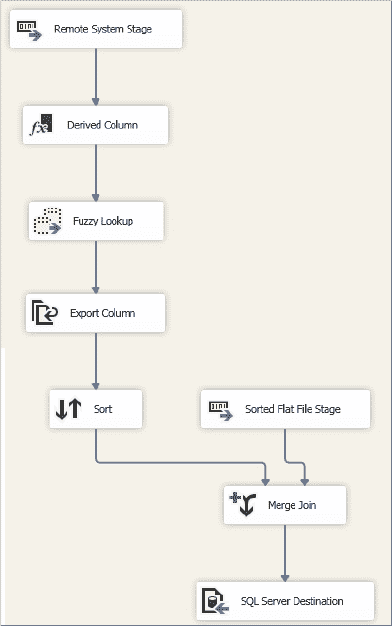 Remote System Stage
Derived Column
Fuzzy Lookup
Export Column
Sort
Sorted Flat File Stage
Merge Join
SQL Server Destination